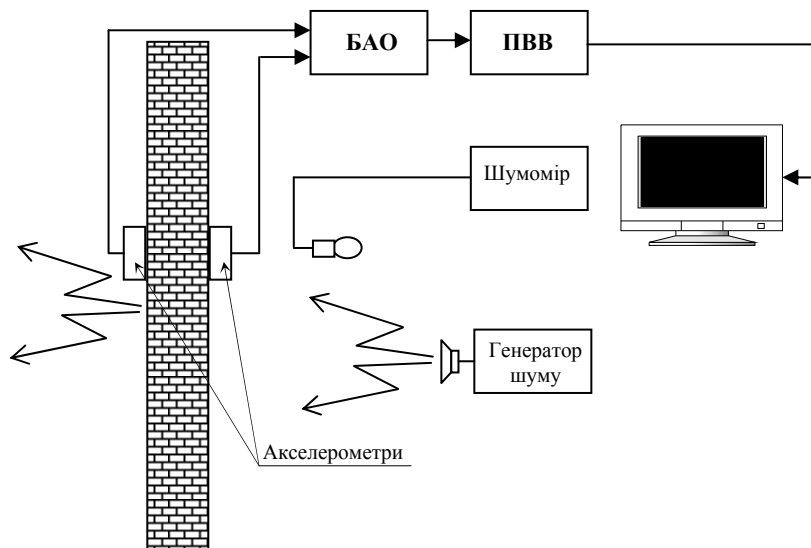 БАО
ПВВ
Шумомір
Генератор
шуму
Акселерометри